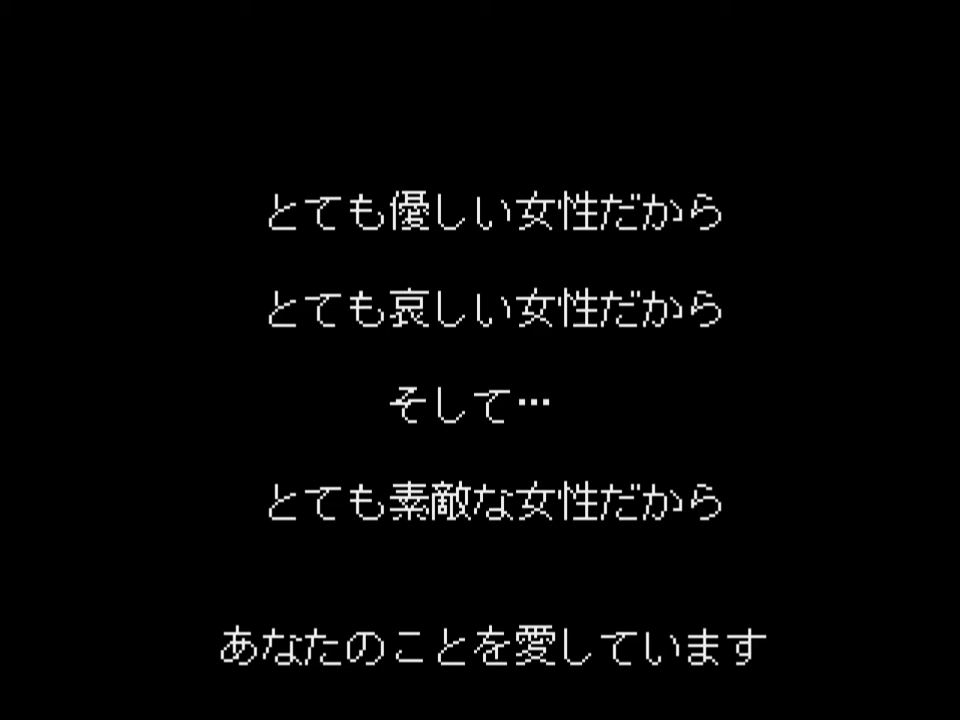 とても優しい女性だから
とても哀しい女性だから
そして…
とても素敵な女性だから
あなたのことを愛しています